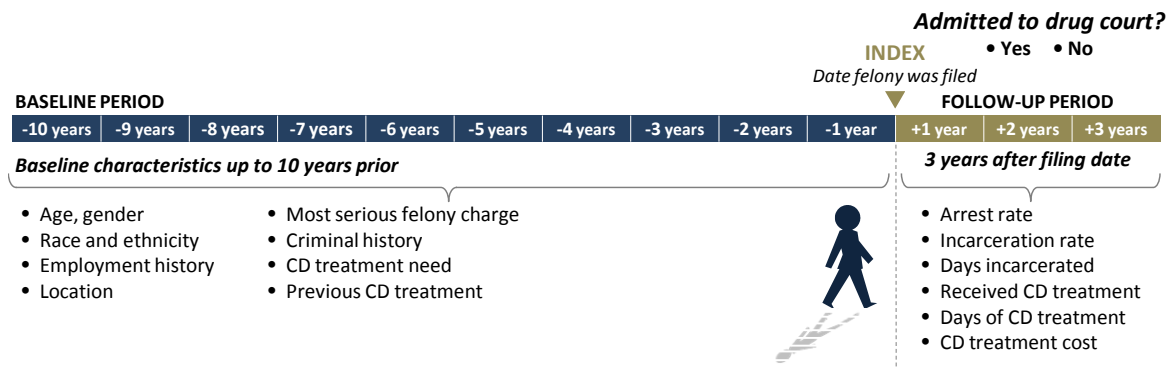 Admitted to drug court?
• Yes • No
INDEX
Date felony was filed
BASELINE PERIOD
FOLLOW-UP PERIOD
-10 years -9 years -8 years -7 years -6 years -5 years -4 years -3 years -2 years -1 year +1 year +2 years +3 years
Baseline characteristics up to 10 years prior
3 years after filing date
• Age, gender
• Race and ethnicity
• Employment history
• Location
• Most serious felony charge
• Criminal history
• CD treatment need
• Previous CD treatment
• Arrest rate
• Incarceration rate
• Days incarcerated
• Received CD treatment
• Days of CD treatment
• CD treatment cost